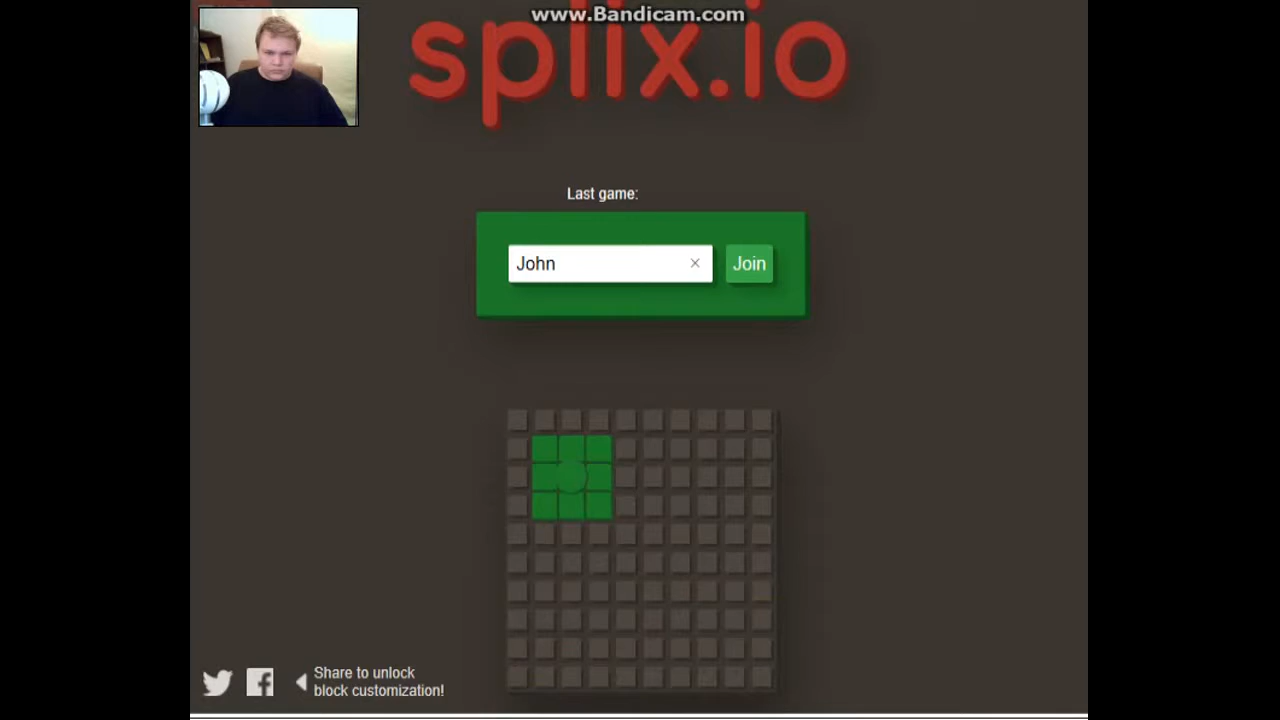 www.Bandicam.com
splix.io
Last game:
John
×
Join
Share to unlock
block customization!